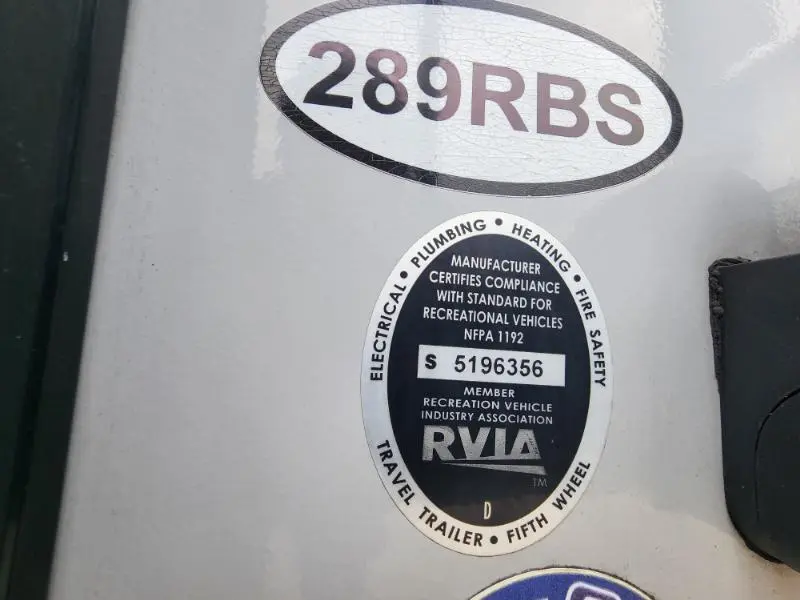 289RBS
ELECTRICAL • PLUMBING • HEATING • FIRE SAFETY
MANUFACTURER
CERTIFIES COMPLIANCE
WITH STANDARD FOR
RECREATIONAL VEHICLES
NFPA 1192
S 5196356
MEMBER
RECREATION VEHICLE
INDUSTRY ASSOCIATION
RVIA
TM
D
TRAVEL TRAILER • FIFTH WHEEL